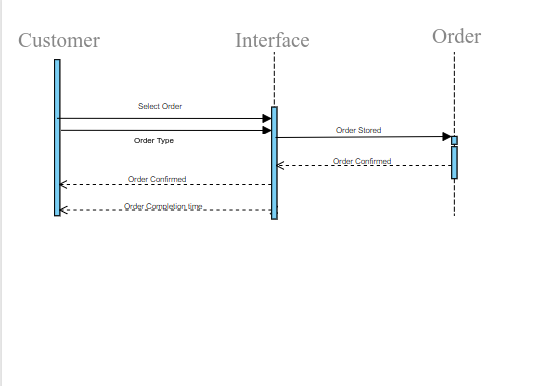 Customer
Interface
Order
Select Order
Order Type
Order Stored
Order Confirmed
Order Confirmed
Order Completion time